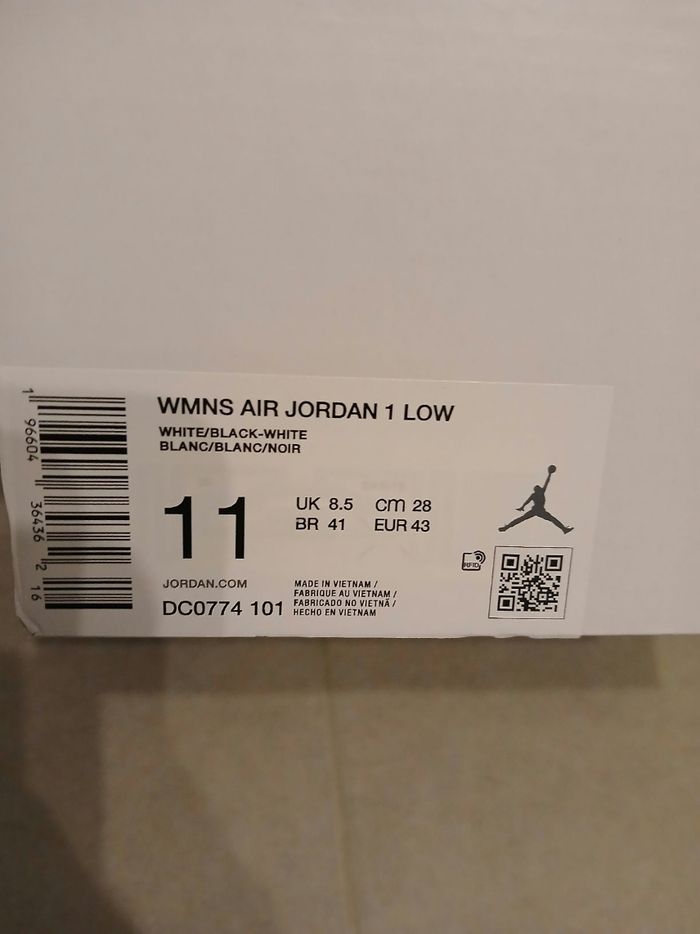 WMNS AIR JORDAN 1 LOW
WHITE/BLACK-WHITE
BLANC/BLANC/NOIR
11
UK 8.5 cm 28
BR 41 EUR 43
RFID
JORDAN.COM
DC0774 101
MADE IN VIETNAM /
FABRIQUE AU VIETNAM /
FABRICADO NO VIETNÃ /
HECHO EN VIETNAM
1 96604 36436 2 16